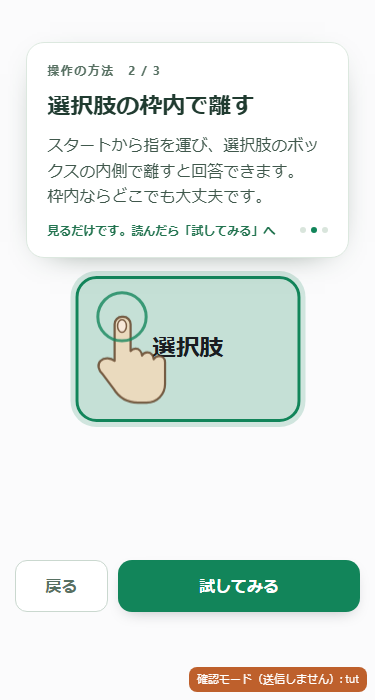 操作の方法 2 / 3
選択肢の枠内で離す
スタートから指を運び、選択肢のボッ
クスの内側で離すと回答できます。
枠内ならどこでも大丈夫です。
見るだけです。読んだら「試してみる」へ
選択肢
戻る
試してみる
確認モード（送信しません）: tut